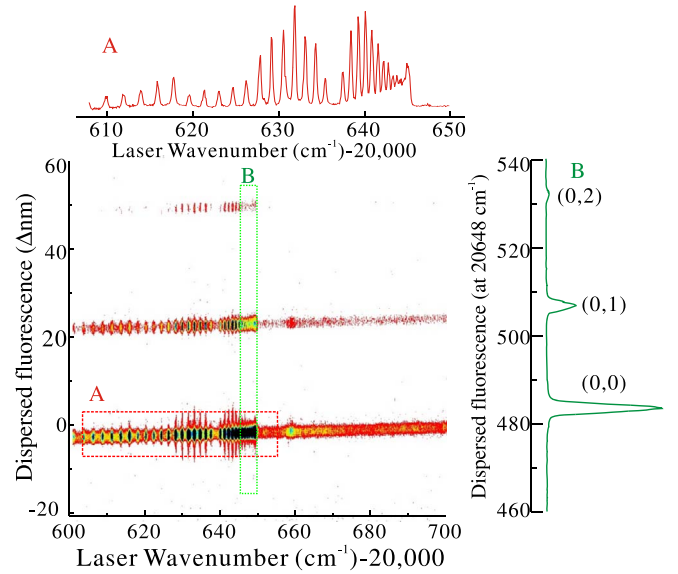 A
610 620 630 640 650
Laser Wavenumber (cm⁻¹)-20,000
60
40
20
0
-20
Dispersed fluorescence (Δnm)
B
A
600 620 640 660 680 700
Laser Wavenumber (cm⁻¹)-20,000
540
530
510
500
480
460
Dispersed fluorescence (at 20648 cm⁻¹)
B
(0,2)
(0,1)
(0,0)